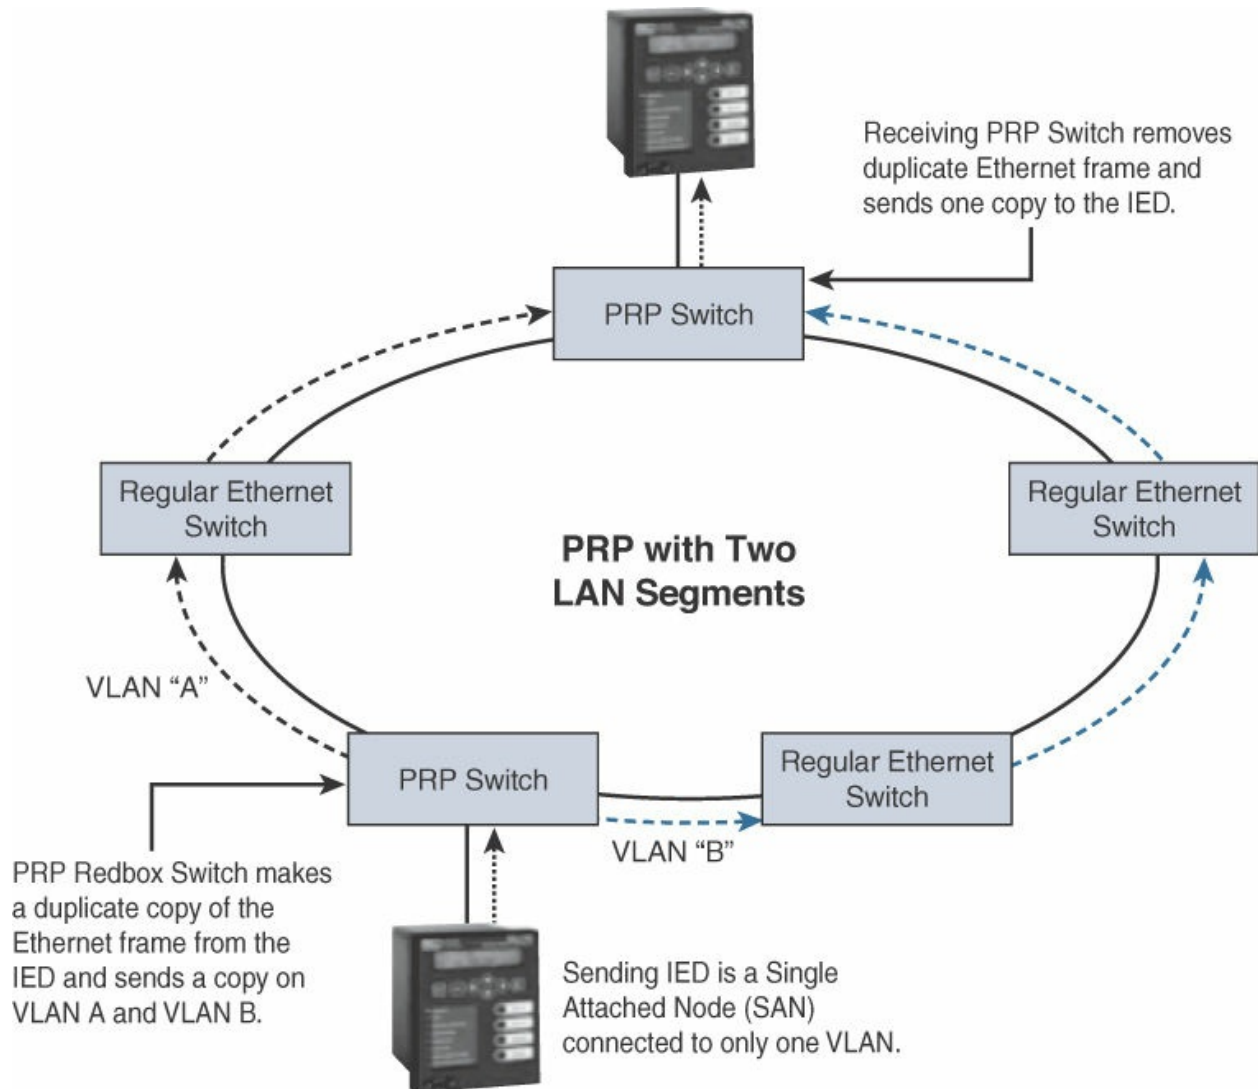 Receiving PRP Switch removes
duplicate Ethernet frame and
sends one copy to the IED.
PRP Switch
Regular Ethernet
Switch
Regular Ethernet
Switch
PRP with Two
LAN Segments
VLAN “A”
PRP Switch
Regular Ethernet
Switch
VLAN “B”
PRP Redbox Switch makes
a duplicate copy of the
Ethernet frame from the
IED and sends a copy on
VLAN A and VLAN B.
Sending IED is a Single
Attached Node (SAN)
connected to only one VLAN.